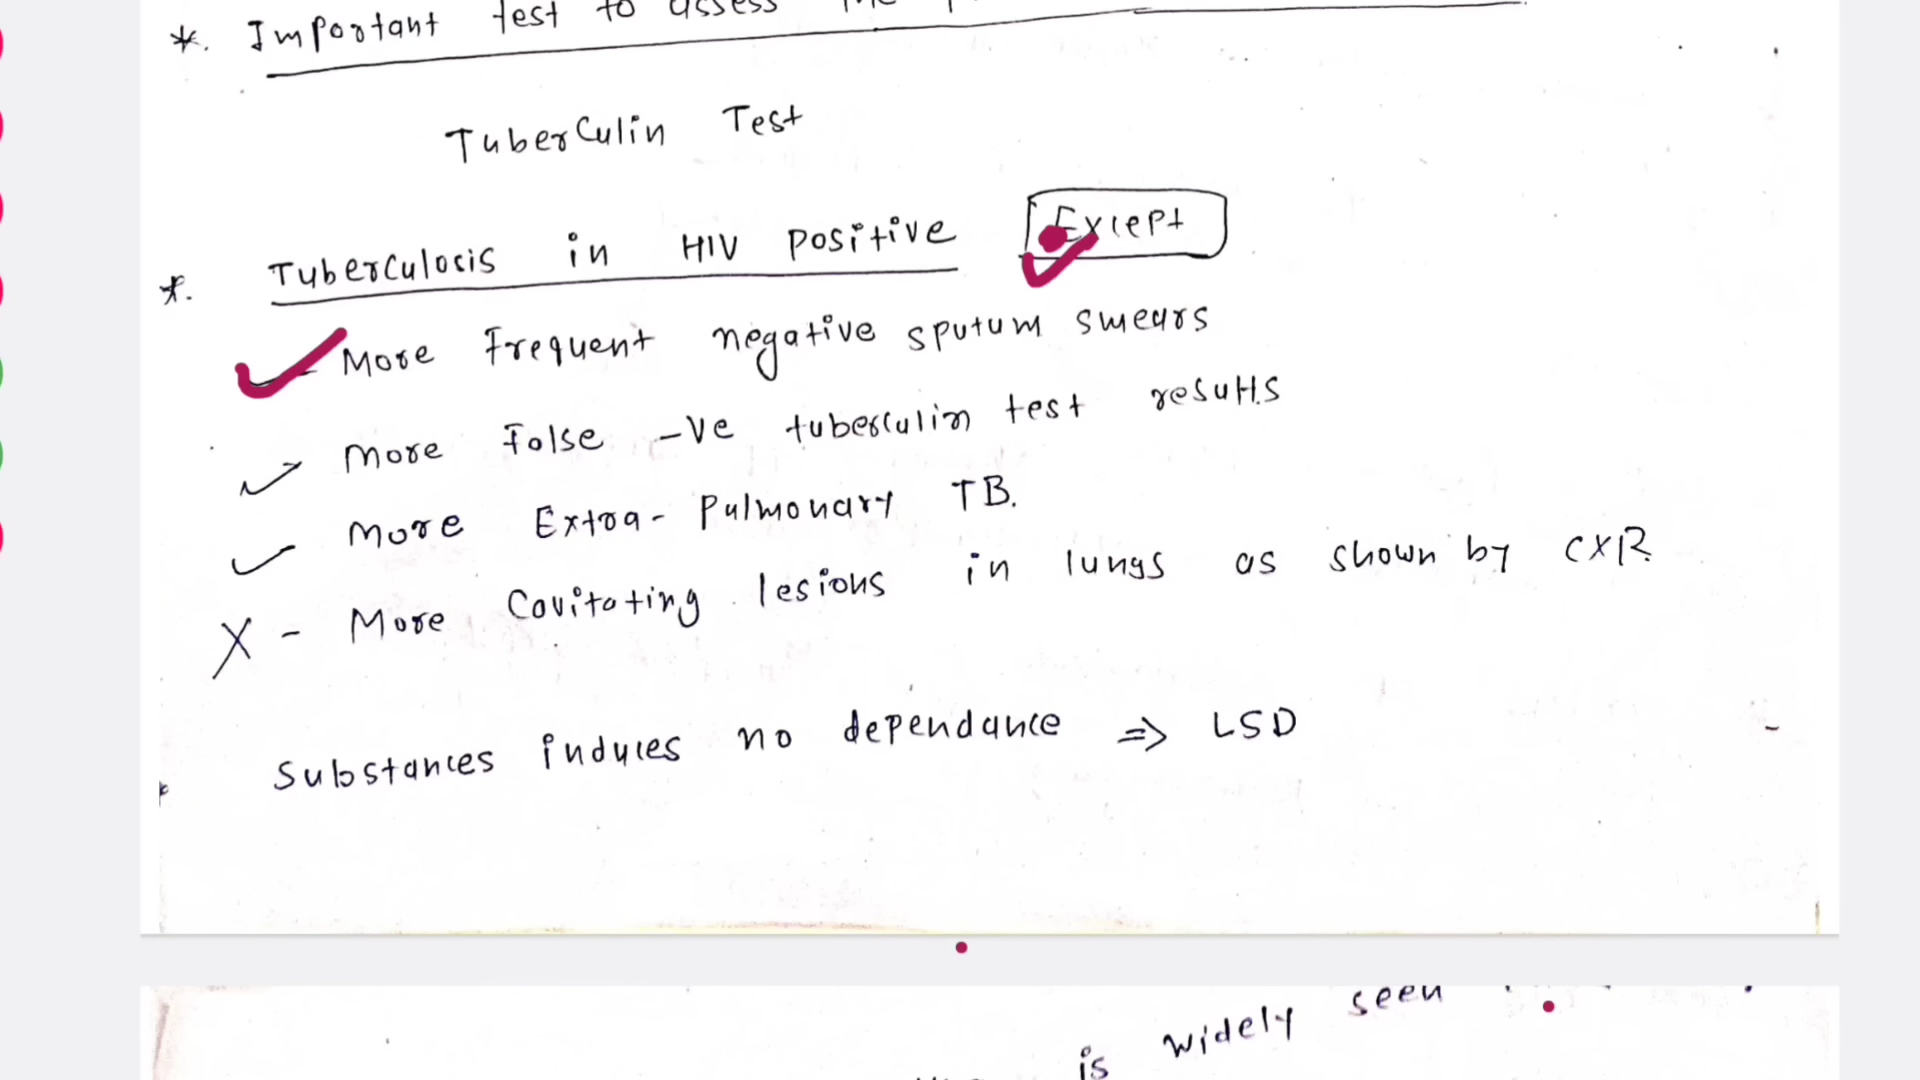 *. Important test to assess the
Tuberculin Test
*. Tuberculosis in HIV positive Except
- More frequent negative sputum smears
More False -ve tuberculin test results
More Extra-Pulmonary TB.
X - More Cavitating lesions in lungs as shown by CXR
* Substances induces no dependance => LSD
is widely seen